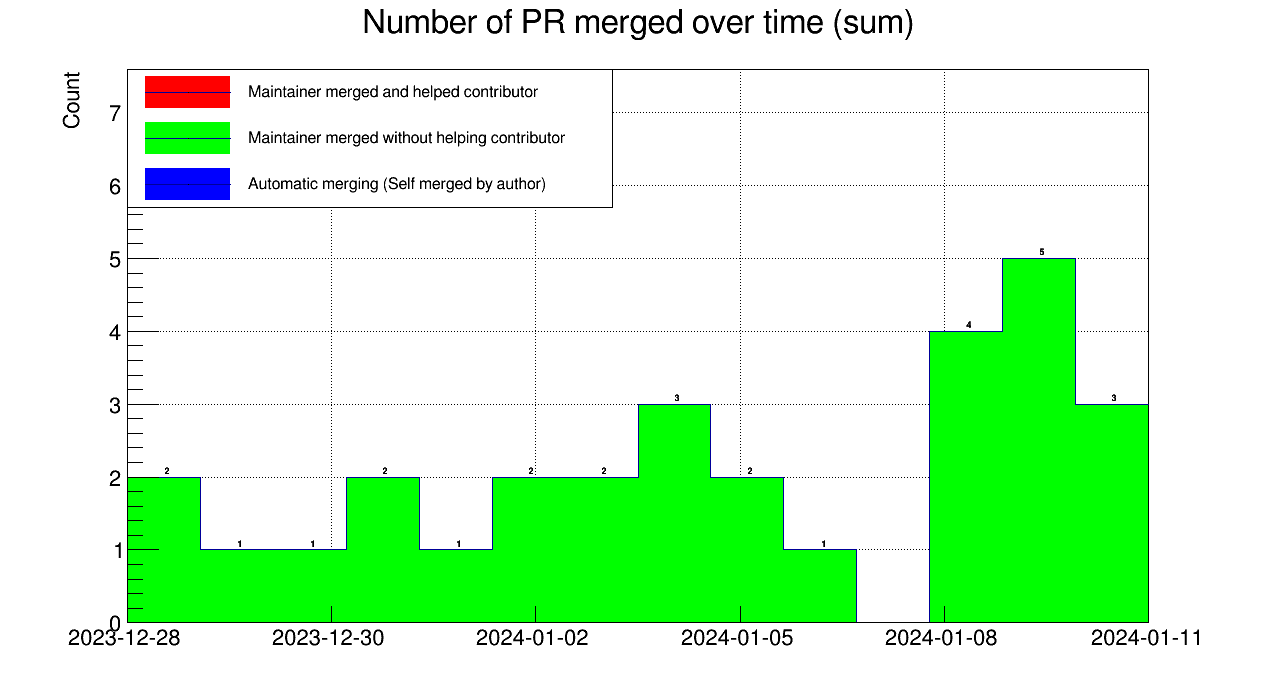 Number of PR merged over time (sum)
Count
Maintainer merged and helped contributor
Maintainer merged without helping contributor
Automatic merging (Self merged by author)
7
6
5
4
3
2
1
0
2 1 1 2 1 2 2 3 2 1 4 5 3
2023-12-28 2023-12-30 2024-01-02 2024-01-05 2024-01-08 2024-01-11